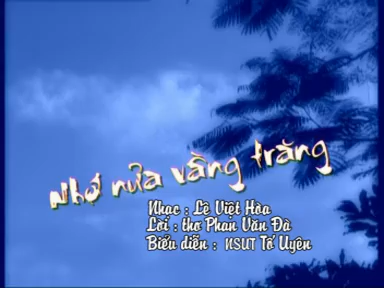 Nhớ nửa vầng trăng
Nhạc : Lê Việt Hòa
Lời : thơ Phan Văn Đà
Biểu diễn : NSUT Tố Uyên